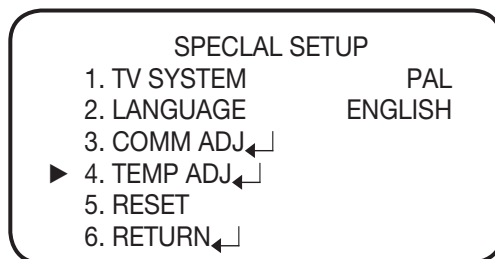 SPECLAL SETUP
1. TV SYSTEM PAL
2. LANGUAGE ENGLISH
3. COMM ADJ↵
► 4. TEMP ADJ↵
5. RESET
6. RETURN↵